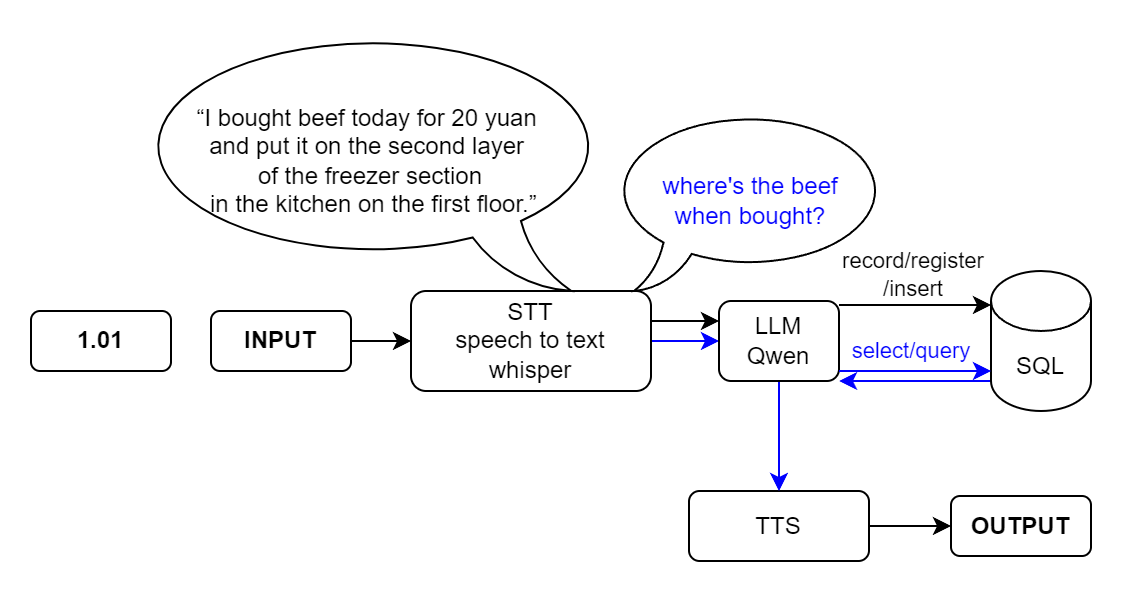 “I bought beef today for 20 yuan
and put it on the second layer
of the freezer section
in the kitchen on the first floor.”
where's the beef
when bought?
record/register
/insert
1.01
INPUT
STT
speech to text
whisper
LLM
Qwen
select/query
SQL
TTS
OUTPUT